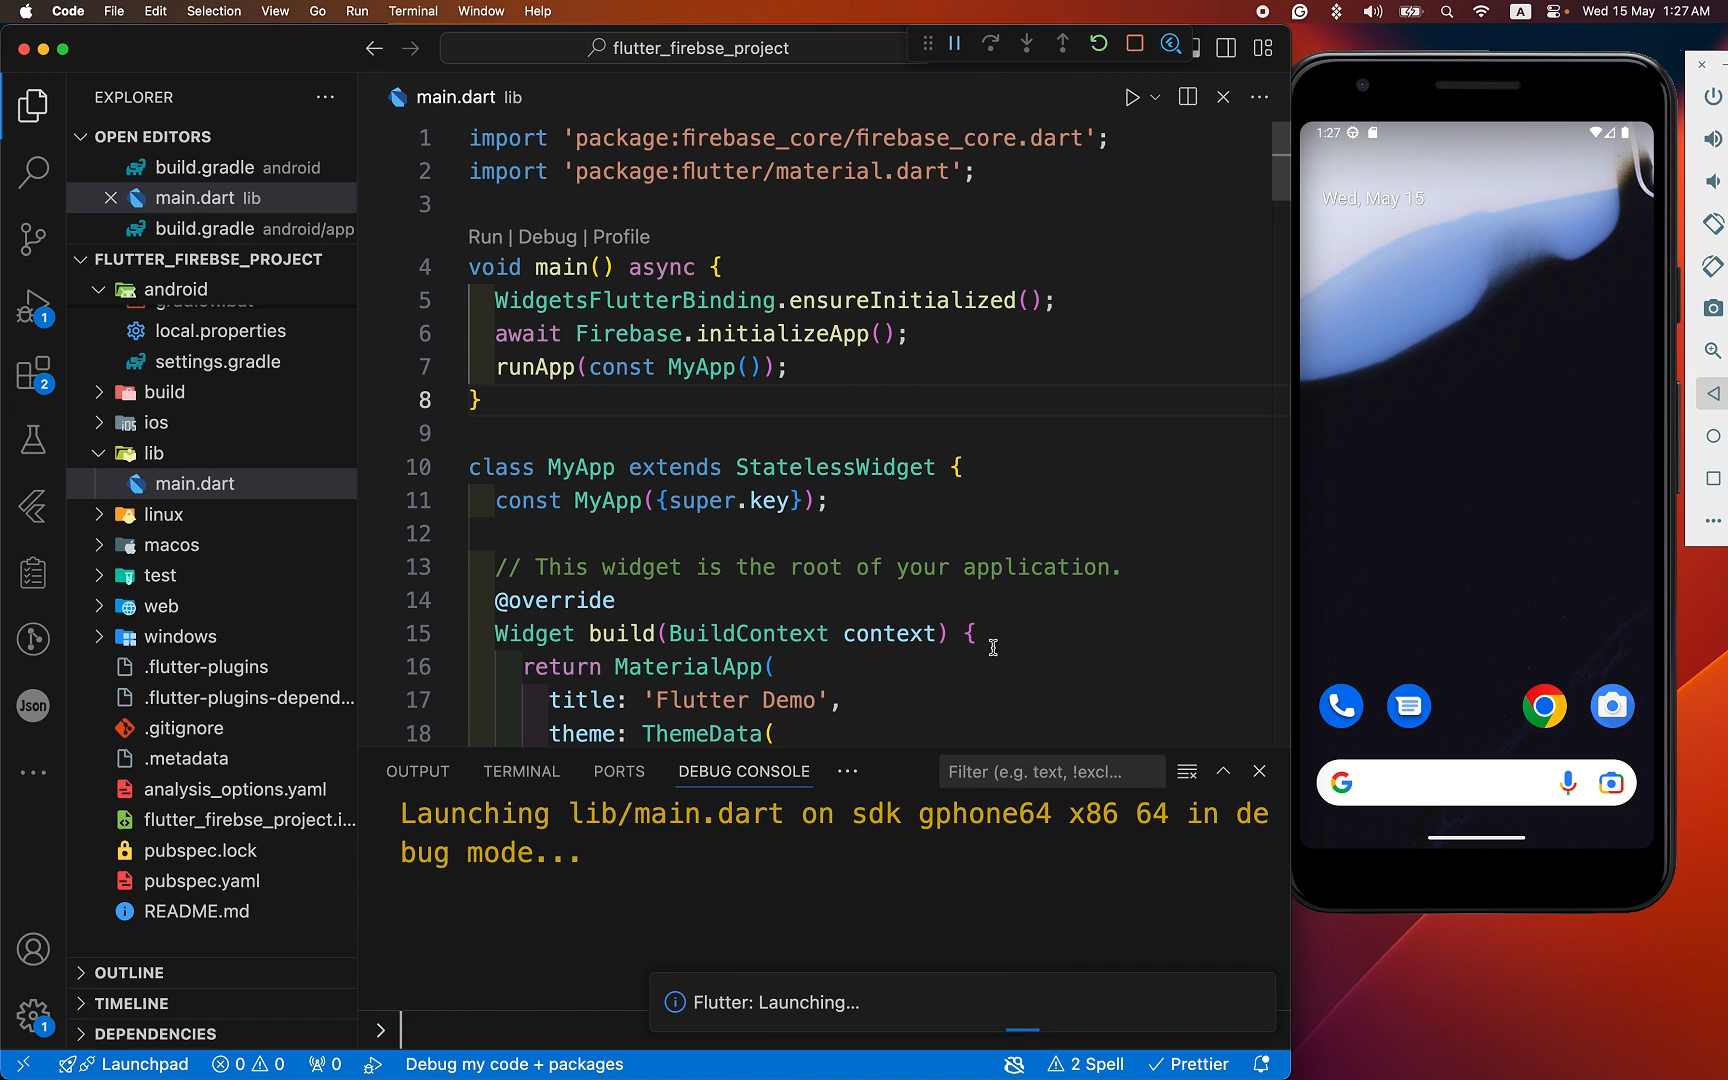 Code File Edit Selection View Go Run Terminal Window Help A Wed 15 May 1:27 AM
flutter_firebse_project
EXPLORER
OPEN EDITORS
build.gradle android
main.dart lib
build.gradle android/app
FLUTTER_FIREBSE_PROJECT
android
local.properties
settings.gradle
build
ios
lib
main.dart
linux
macos
test
web
windows
.flutter-plugins
.flutter-plugins-depend...
.gitignore
.metadata
analysis_options.yaml
flutter_firebse_project.i...
pubspec.lock
pubspec.yaml
README.md
OUTLINE
TIMELINE
DEPENDENCIES
1
2
Json
1
main.dart lib
1 import 'package:firebase_core/firebase_core.dart';
2 import 'package:flutter/material.dart';
3
Run | Debug | Profile
4 void main() async {
5 WidgetsFlutterBinding.ensureInitialized();
6 await Firebase.initializeApp();
7 runApp(const MyApp());
8 }
9
10 class MyApp extends StatelessWidget {
11 const MyApp({super.key});
12
13 // This widget is the root of your application.
14 @override
15 Widget build(BuildContext context) {
16 return MaterialApp(
17 title: 'Flutter Demo',
18 theme: ThemeData(
OUTPUT TERMINAL PORTS DEBUG CONSOLE Filter (e.g. text, !excl...
Launching lib/main.dart on sdk gphone64 x86 64 in de
bug mode...
Flutter: Launching...
Launchpad 0 0 0 Debug my code + packages 2 Spell Prettier
1:27
Wed, May 15